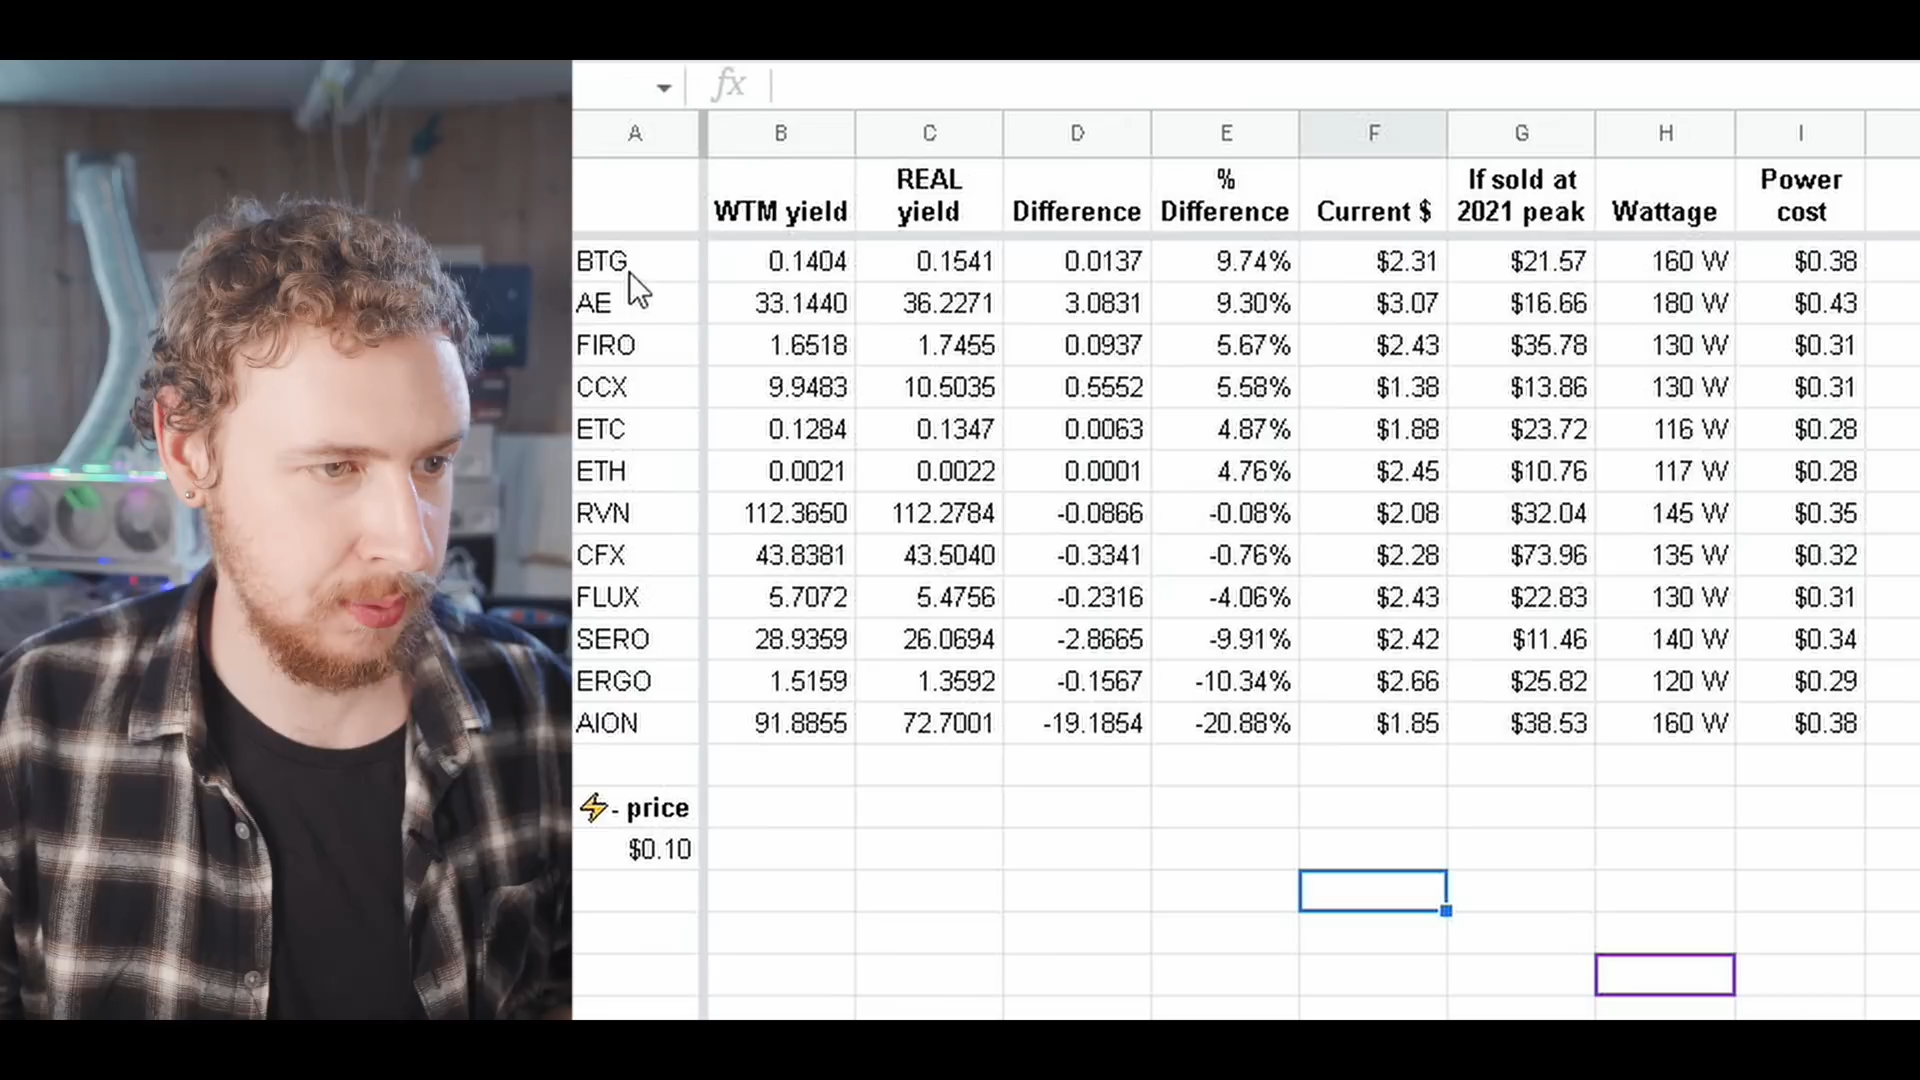 fx
A B C D E F G H I
WTM yield REAL yield Difference % Difference Current $ If sold at 2021 peak Wattage Power cost
BTG 0.1404 0.1541 0.0137 9.74% $2.31 $21.57 160 W $0.38
AE 33.1440 36.2271 3.0831 9.30% $3.07 $16.66 180 W $0.43
FIRO 1.6518 1.7455 0.0937 5.67% $2.43 $35.78 130 W $0.31
CCX 9.9483 10.5035 0.5552 5.58% $1.38 $13.86 130 W $0.31
ETC 0.1284 0.1347 0.0063 4.87% $1.88 $23.72 116 W $0.28
ETH 0.0021 0.0022 0.0001 4.76% $2.45 $10.76 117 W $0.28
RVN 112.3650 112.2784 -0.0866 -0.08% $2.08 $32.04 145 W $0.35
CFX 43.8381 43.5040 -0.3341 -0.76% $2.28 $73.96 135 W $0.32
FLUX 5.7072 5.4756 -0.2316 -4.06% $2.43 $22.83 130 W $0.31
SERO 28.9359 26.0694 -2.8665 -9.91% $2.42 $11.46 140 W $0.34
ERGO 1.5159 1.3592 -0.1567 -10.34% $2.66 $25.82 120 W $0.29
AION 91.8855 72.7001 -19.1854 -20.88% $1.85 $38.53 160 W $0.38
⚡- price
$0.10